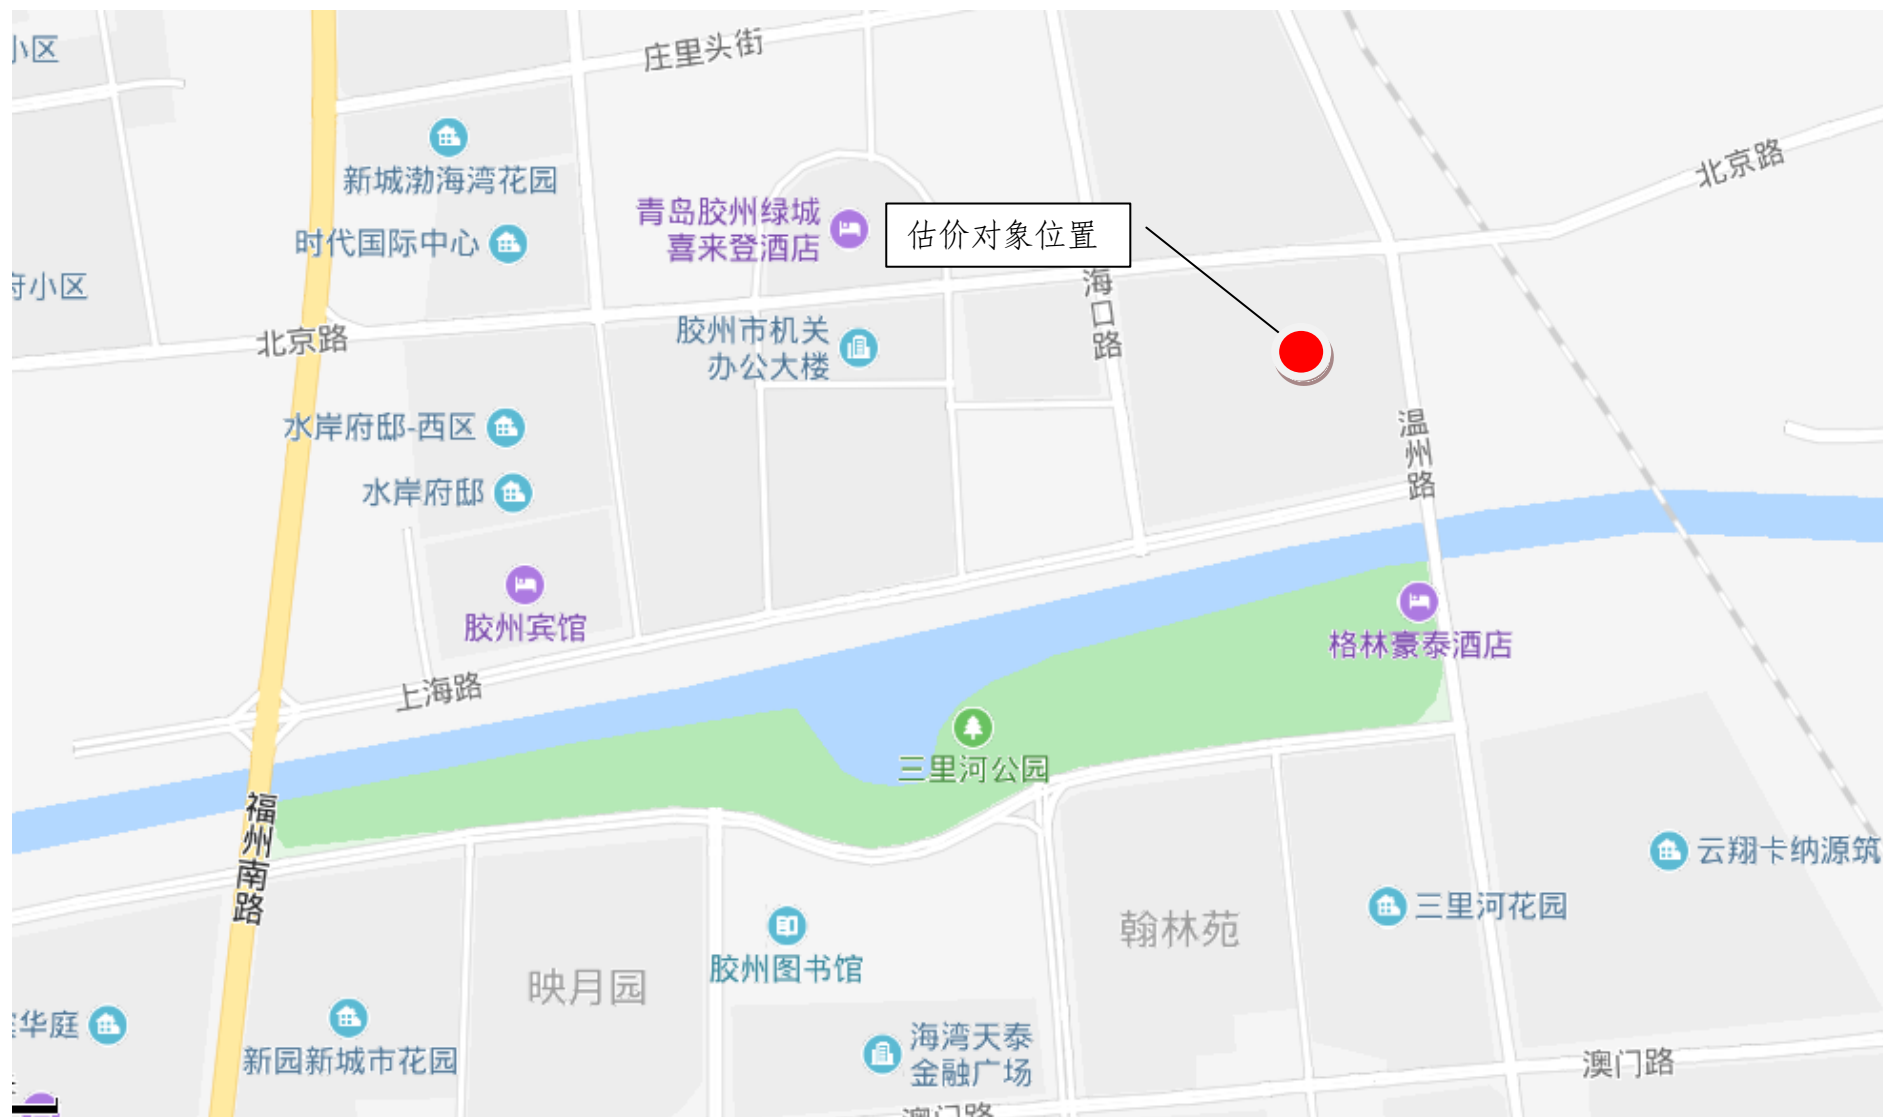 小区
庄里头街
新城渤海湾花园
北京路
青岛胶州绿城
喜来登酒店
估价对象位置
时代国际中心
府小区
海口路
北京路
胶州市机关
办公大楼
水岸府邸-西区
温州路
水岸府邸
胶州宾馆
格林豪泰酒店
上海路
三里河公园
福州南路
云翔卡纳源筑
三里河花园
翰林苑
胶州图书馆
映月园
华庭
海湾天泰
金融广场
新园新城市花园
澳门路
澳门路